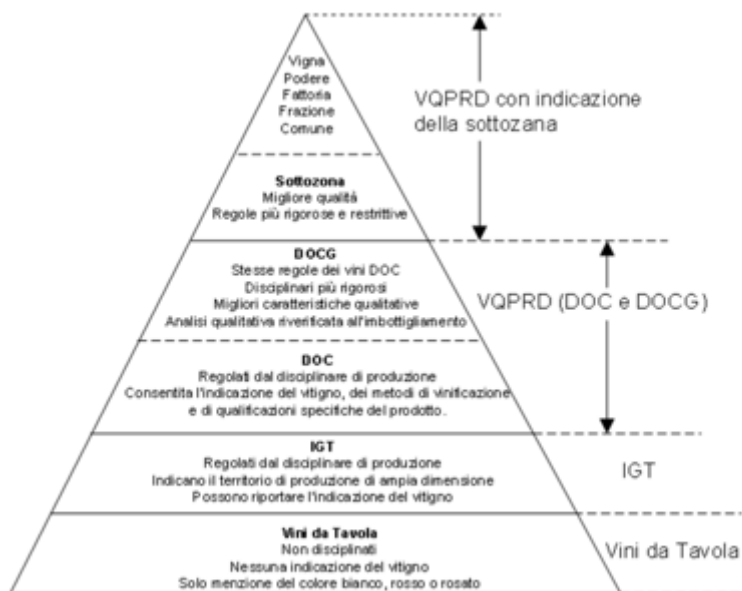 Vigna
Podere
Fattoria
Frazione
Comune
VQPRD con indicazione
della sottozana
Sottozona
Migliore qualità
Regole più rigorose e restrittive
DOCG
Stesse regole dei vini DOC
Disciplinari più rigorosi
Migliori caratteristiche qualitative
Analisi qualitativa riverificata all'imbottigliamento
VQPRD (DOC e DOCG)
DOC
Regolati dal disciplinare di produzione
Consentita l'indicazione del vitigno, dei metodi di vinificazione
e di qualificazioni specifiche del prodotto.
IGT
Regolati dal disciplinare di produzione
Indicano il territorio di produzione di ampia dimensione
Possono riportare l'indicazione del vitigno
IGT
Vini da Tavola
Non disciplinati
Nessuna indicazione del vitigno
Solo menzione del colore bianco, rosso o rosato
Vini da Tavola